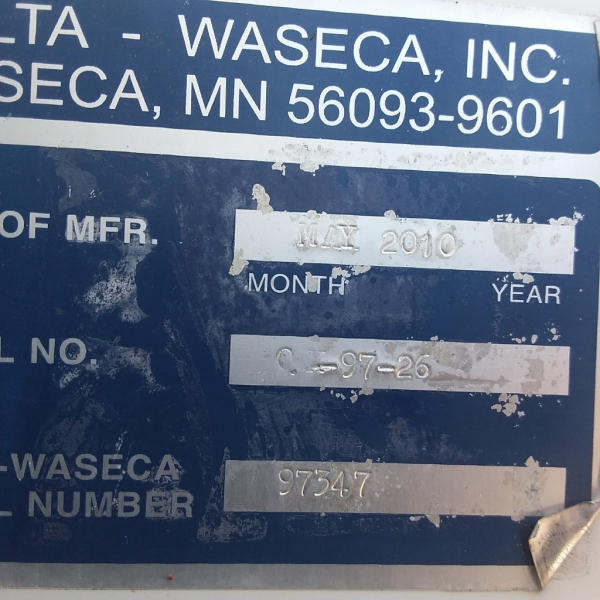 LTA - WASECA, INC.
SECA, MN 56093-9601
OF MFR. MAY 2010
MONTH YEAR
L NO. -97-26
-WASECA
L NUMBER 97347